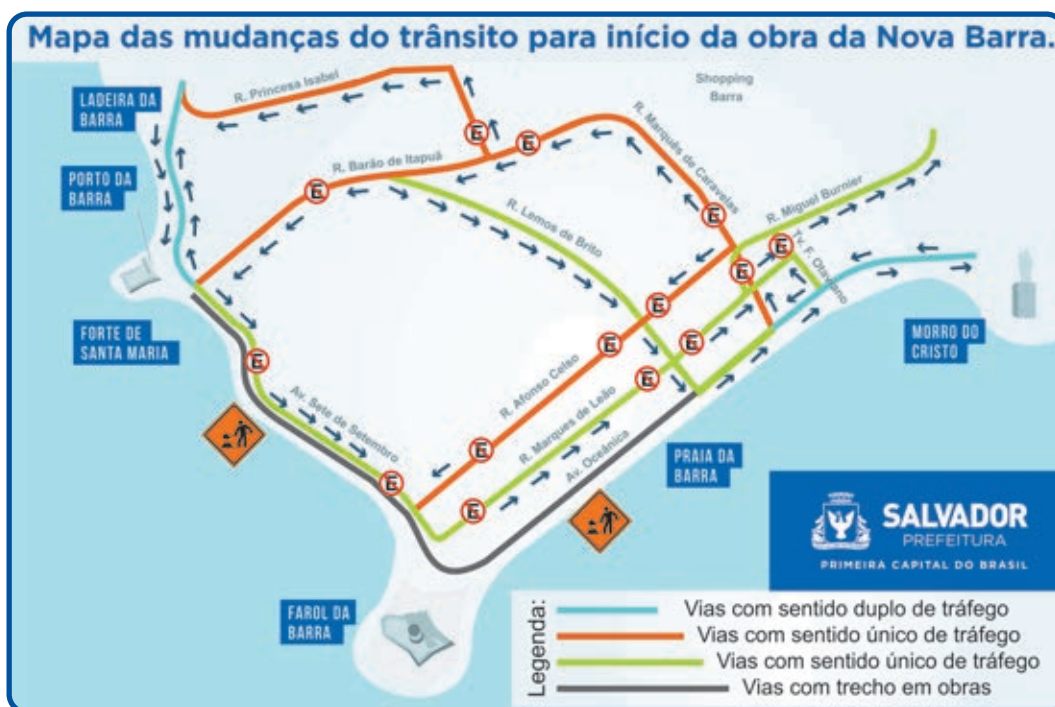 Mapa das mudanças do trânsito para início da obra da Nova Barra.
LADEIRA DA
BARRA
R. Princesa Isabel
Shopping
Barra
PORTO DA
BARRA
R. Barão de Itapuã
R. Marquês de Caravelas
R. Lemos de Brito
R. Miguel Burnier
Tv. F. Otaviano
FORTE DE
SANTA MARIA
MORRO DO
CRISTO
Av. Sete de Setembro
R. Afonso Celso
R. Marques de Leão
Av. Oceânica
PRAIA DA
BARRA
FAROL DA
BARRA
SALVADOR
PREFEITURA
PRIMEIRA CAPITAL DO BRASIL
Legenda:
Vias com sentido duplo de tráfego
Vias com sentido único de tráfego
Vias com sentido único de tráfego
Vias com trecho em obras